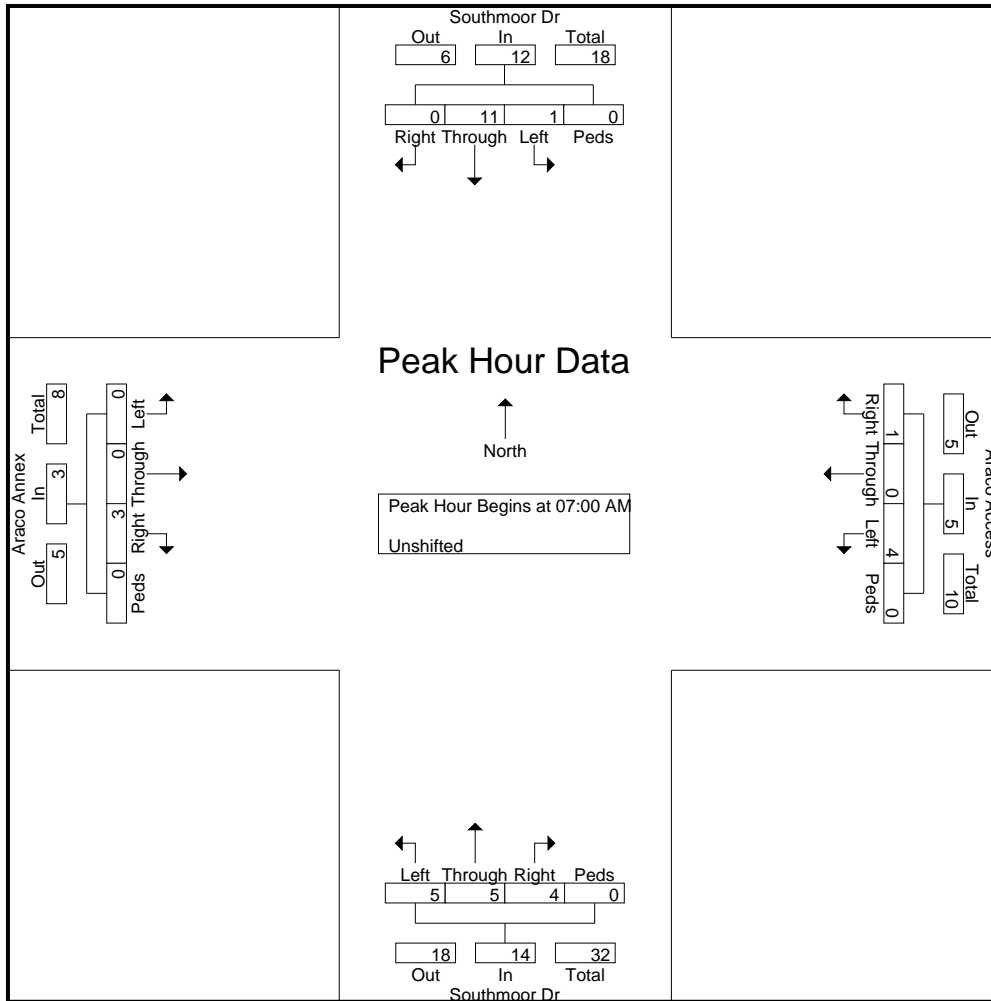 Southmoor Dr
Out In Total
6 12 18
0 11 1 0
Right Through Left Peds
Peak Hour Data
North
Peak Hour Begins at 07:00 AM
Unshifted
Araco Annex
Out In Total
5 3 8
Left Through Right Peds
0 0 3 0
Araco Access
Out In Total
5 5 10
Right Through Left Peds
1 0 4 0
Left Through Right Peds
5 5 4 0
18 14 32
Out In Total
Southmoor Dr